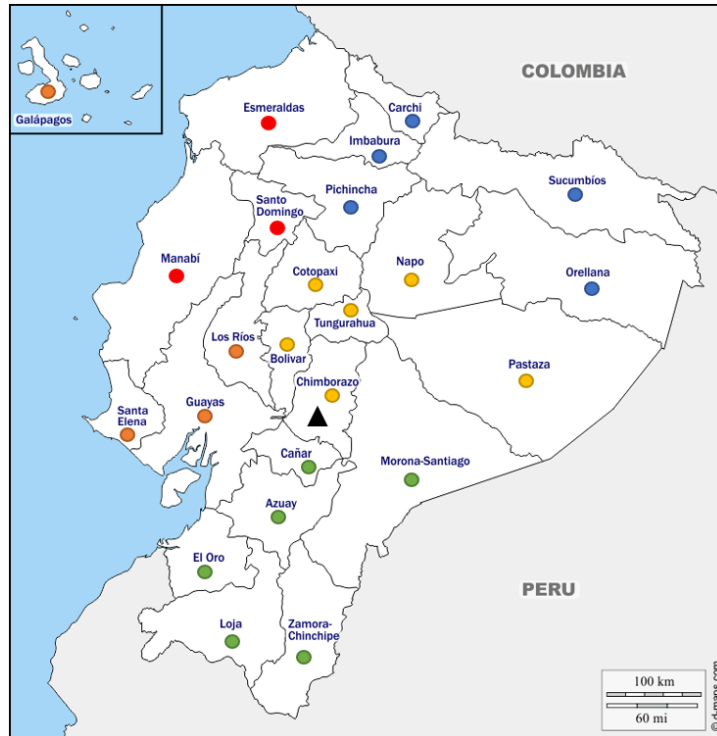 COLOMBIA
Galápagos
Esmeraldas
Carchi
Imbabura
Sucumbíos
Pichincha
Santo
Domingo
Manabí
Cotopaxi
Napo
Orellana
Tungurahua
Los Ríos
Bolivar
Pastaza
Chimborazo
Santa
Elena
Guayas
Cañar
Morona-Santiago
Azuay
El Oro
PERU
Loja
Zamora-
Chinchipe
100 km
60 mi
© d-maps.com